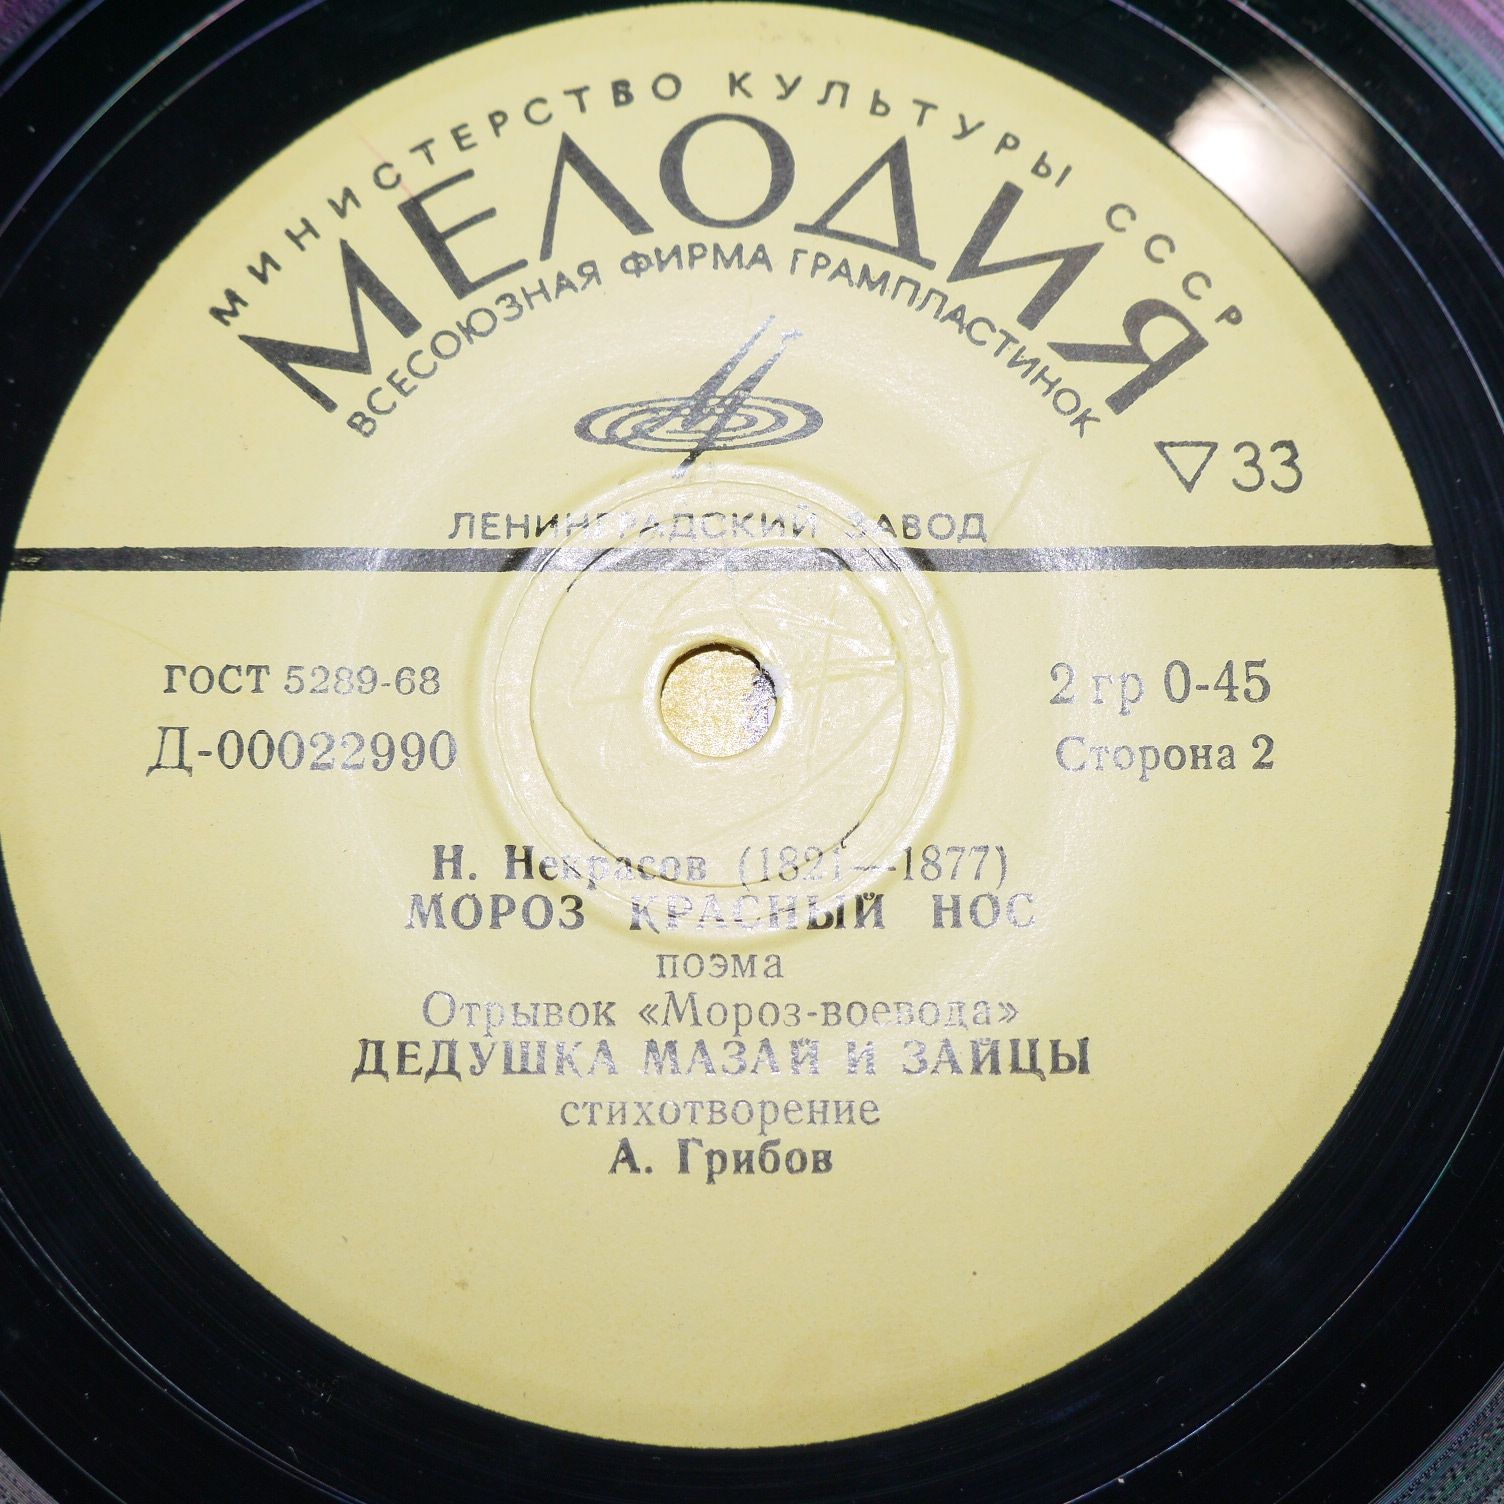 МИНИСТЕРСТВО КУЛЬТУРЫ СССР
МЕЛОДИЯ
ВСЕСОЮЗНАЯ ФИРМА ГРАМПЛАСТИНОК
33
ЛЕНИНГРАДСКИЙ ЗАВОД
ГОСТ 5289-68
2 гр 0-45
Д-00022990
Сторона 2
Н. Некрасов (1821—1877)
МОРОЗ КРАСНЫЙ НОС
поэма
Отрывок «Мороз-воевода»
ДЕДУШКА МАЗАЙ И ЗАЙЦЫ
стихотворение
А. Грибов